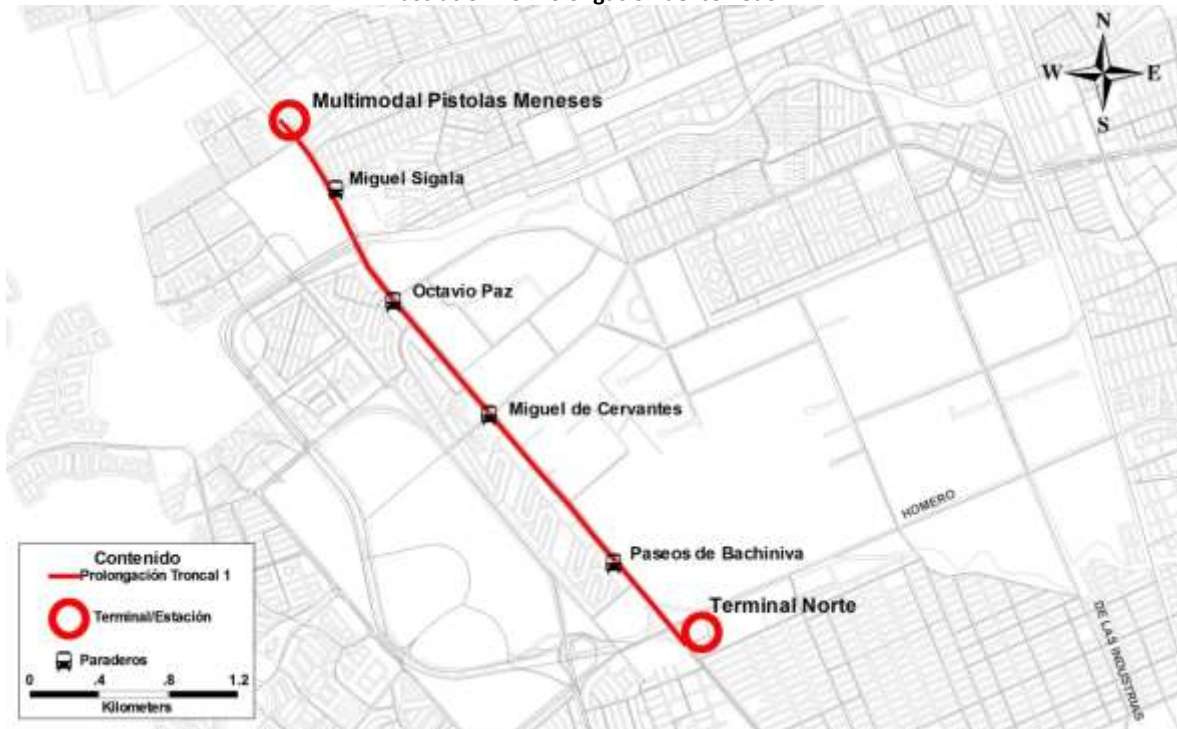 N
W E
S
Multimodal Pistolas Meneses
Miguel Sigala
Octavio Paz
Miguel de Cervantes
HOMERO
Paseos de Bachiniva
Terminal Norte
DE LAS INDUSTRIAS
Contenido
Prolongación Troncal 1
Terminal/Estación
Paraderos
0 .4 .8 1.2
Kilometers